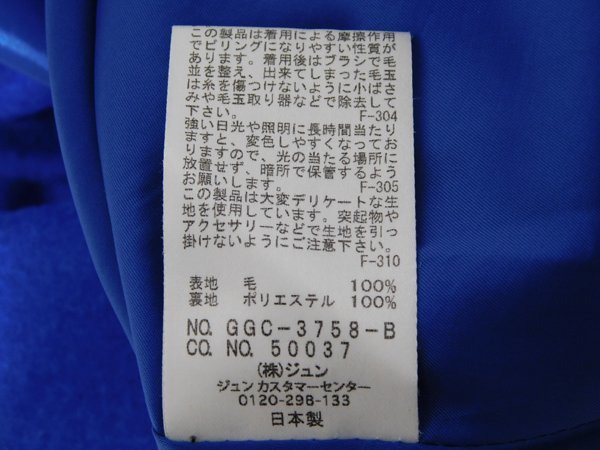 この製品は着用による摩擦作用
でピリングになりやすい性質が
あります。着用後はブラシで毛
並を整え、出来てしまった毛玉
は糸を傷つけないように小ばさ
みや毛玉取り器などで除去して
下さい。 F-304
強い日光や照明に長時間当たり
ますと、変色しやすくなってお
りますので、光の当たる場所に
放置せず、暗所で保管するよう
お願いします。 F-305
この製品は大変デリケートな生
地を使用しています。突起物や
アクセサリーなどで生地を引っ
掛けないようにご注意下さい。
F-310
表地 毛 100%
裏地 ポリエステル 100%
NO. GGC-3758-B
CO. NO. 50037
(株)ジュン
ジュン カスタマーセンター
0120-298-133
日本製